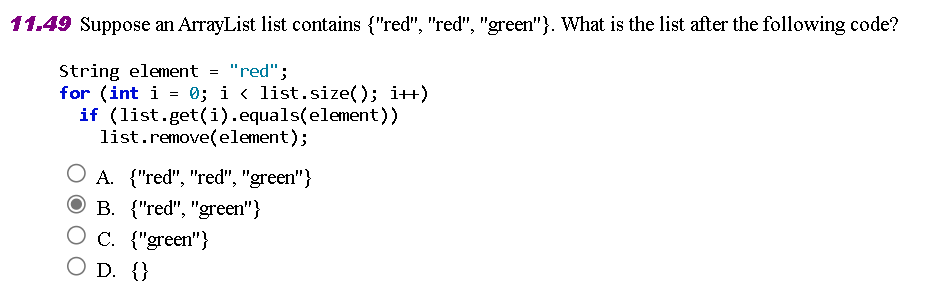 11.49 Suppose an ArrayList list contains {"red", "red", "green"}. What is the list after the following code?
String element = "red";
for (int i = 0; i < list.size(); i++)
  if (list.get(i).equals(element))
    list.remove(element);
A. {"red", "red", "green"}
B. {"red", "green"}
C. {"green"}
D. {}